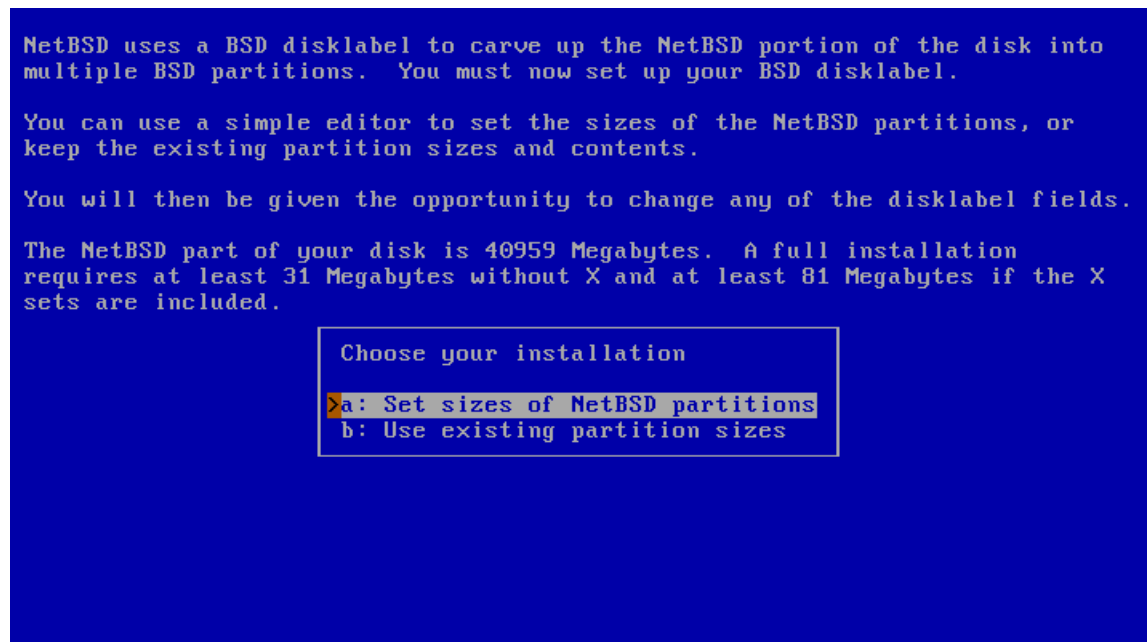 NetBSD uses a BSD disklabel to carve up the NetBSD portion of the disk into
multiple BSD partitions.  You must now set up your BSD disklabel.
You can use a simple editor to set the sizes of the NetBSD partitions, or
keep the existing partition sizes and contents.
You will then be given the opportunity to change any of the disklabel fields.
The NetBSD part of your disk is 40959 Megabytes.  A full installation
requires at least 31 Megabytes without X and at least 81 Megabytes if the X
sets are included.
Choose your installation
>a: Set sizes of NetBSD partitions
b: Use existing partition sizes